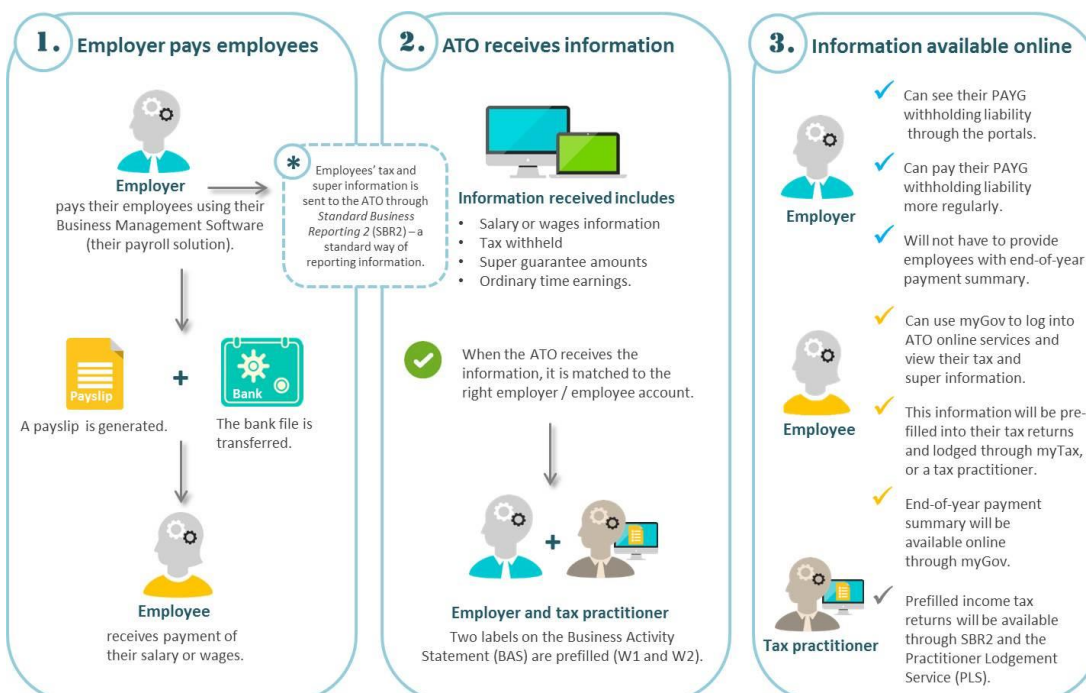 1. Employer pays employees
Employer
pays their employees using their
Business Management Software
(their payroll solution).
*
Employees’ tax and
super information is
sent to the ATO through
Standard Business
Reporting 2 (SBR2) – a
standard way of
reporting information.
Payslip
+
Bank
A payslip is generated.
The bank file is
transferred.
Employee
receives payment of
their salary or wages.
2. ATO receives information
Information received includes
• Salary or wages information
• Tax withheld
• Super guarantee amounts
• Ordinary time earnings.
When the ATO receives the
information, it is matched to the
right employer / employee account.
+
Employer and tax practitioner
Two labels on the Business Activity
Statement (BAS) are prefilled (W1 and W2).
3. Information available online
Employer
Can see their PAYG
withholding liability
through the portals.
Can pay their PAYG
withholding liability
more regularly.
Will not have to provide
employees with end-of-year
payment summary.
Employee
Can use myGov to log into
ATO online services and
view their tax and
super information.
This information will be pre-
filled into their tax returns
and lodged through myTax,
or a tax practitioner.
End-of-year payment
summary will be
available online
through myGov.
Tax practitioner
Prefilled income tax
returns will be available
through SBR2 and the
Practitioner Lodgement
Service (PLS).